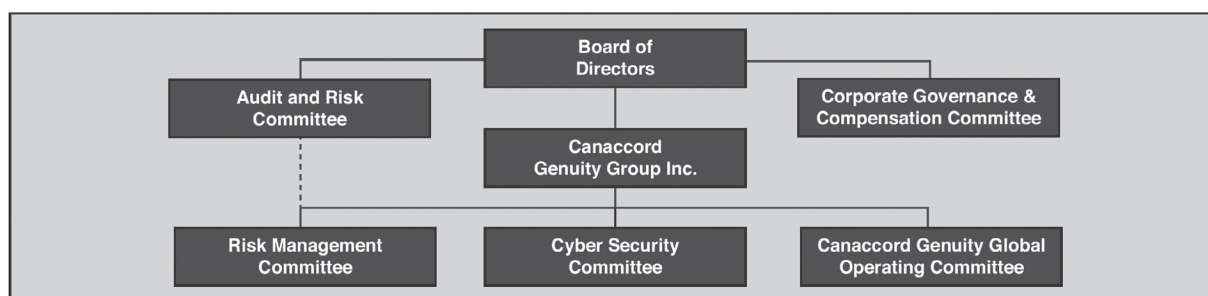 Board of
Directors
Audit and Risk
Committee
Corporate Governance &
Compensation Committee
Canaccord
Genuity Group Inc.
Risk Management
Committee
Cyber Security
Committee
Canaccord Genuity Global
Operating Committee